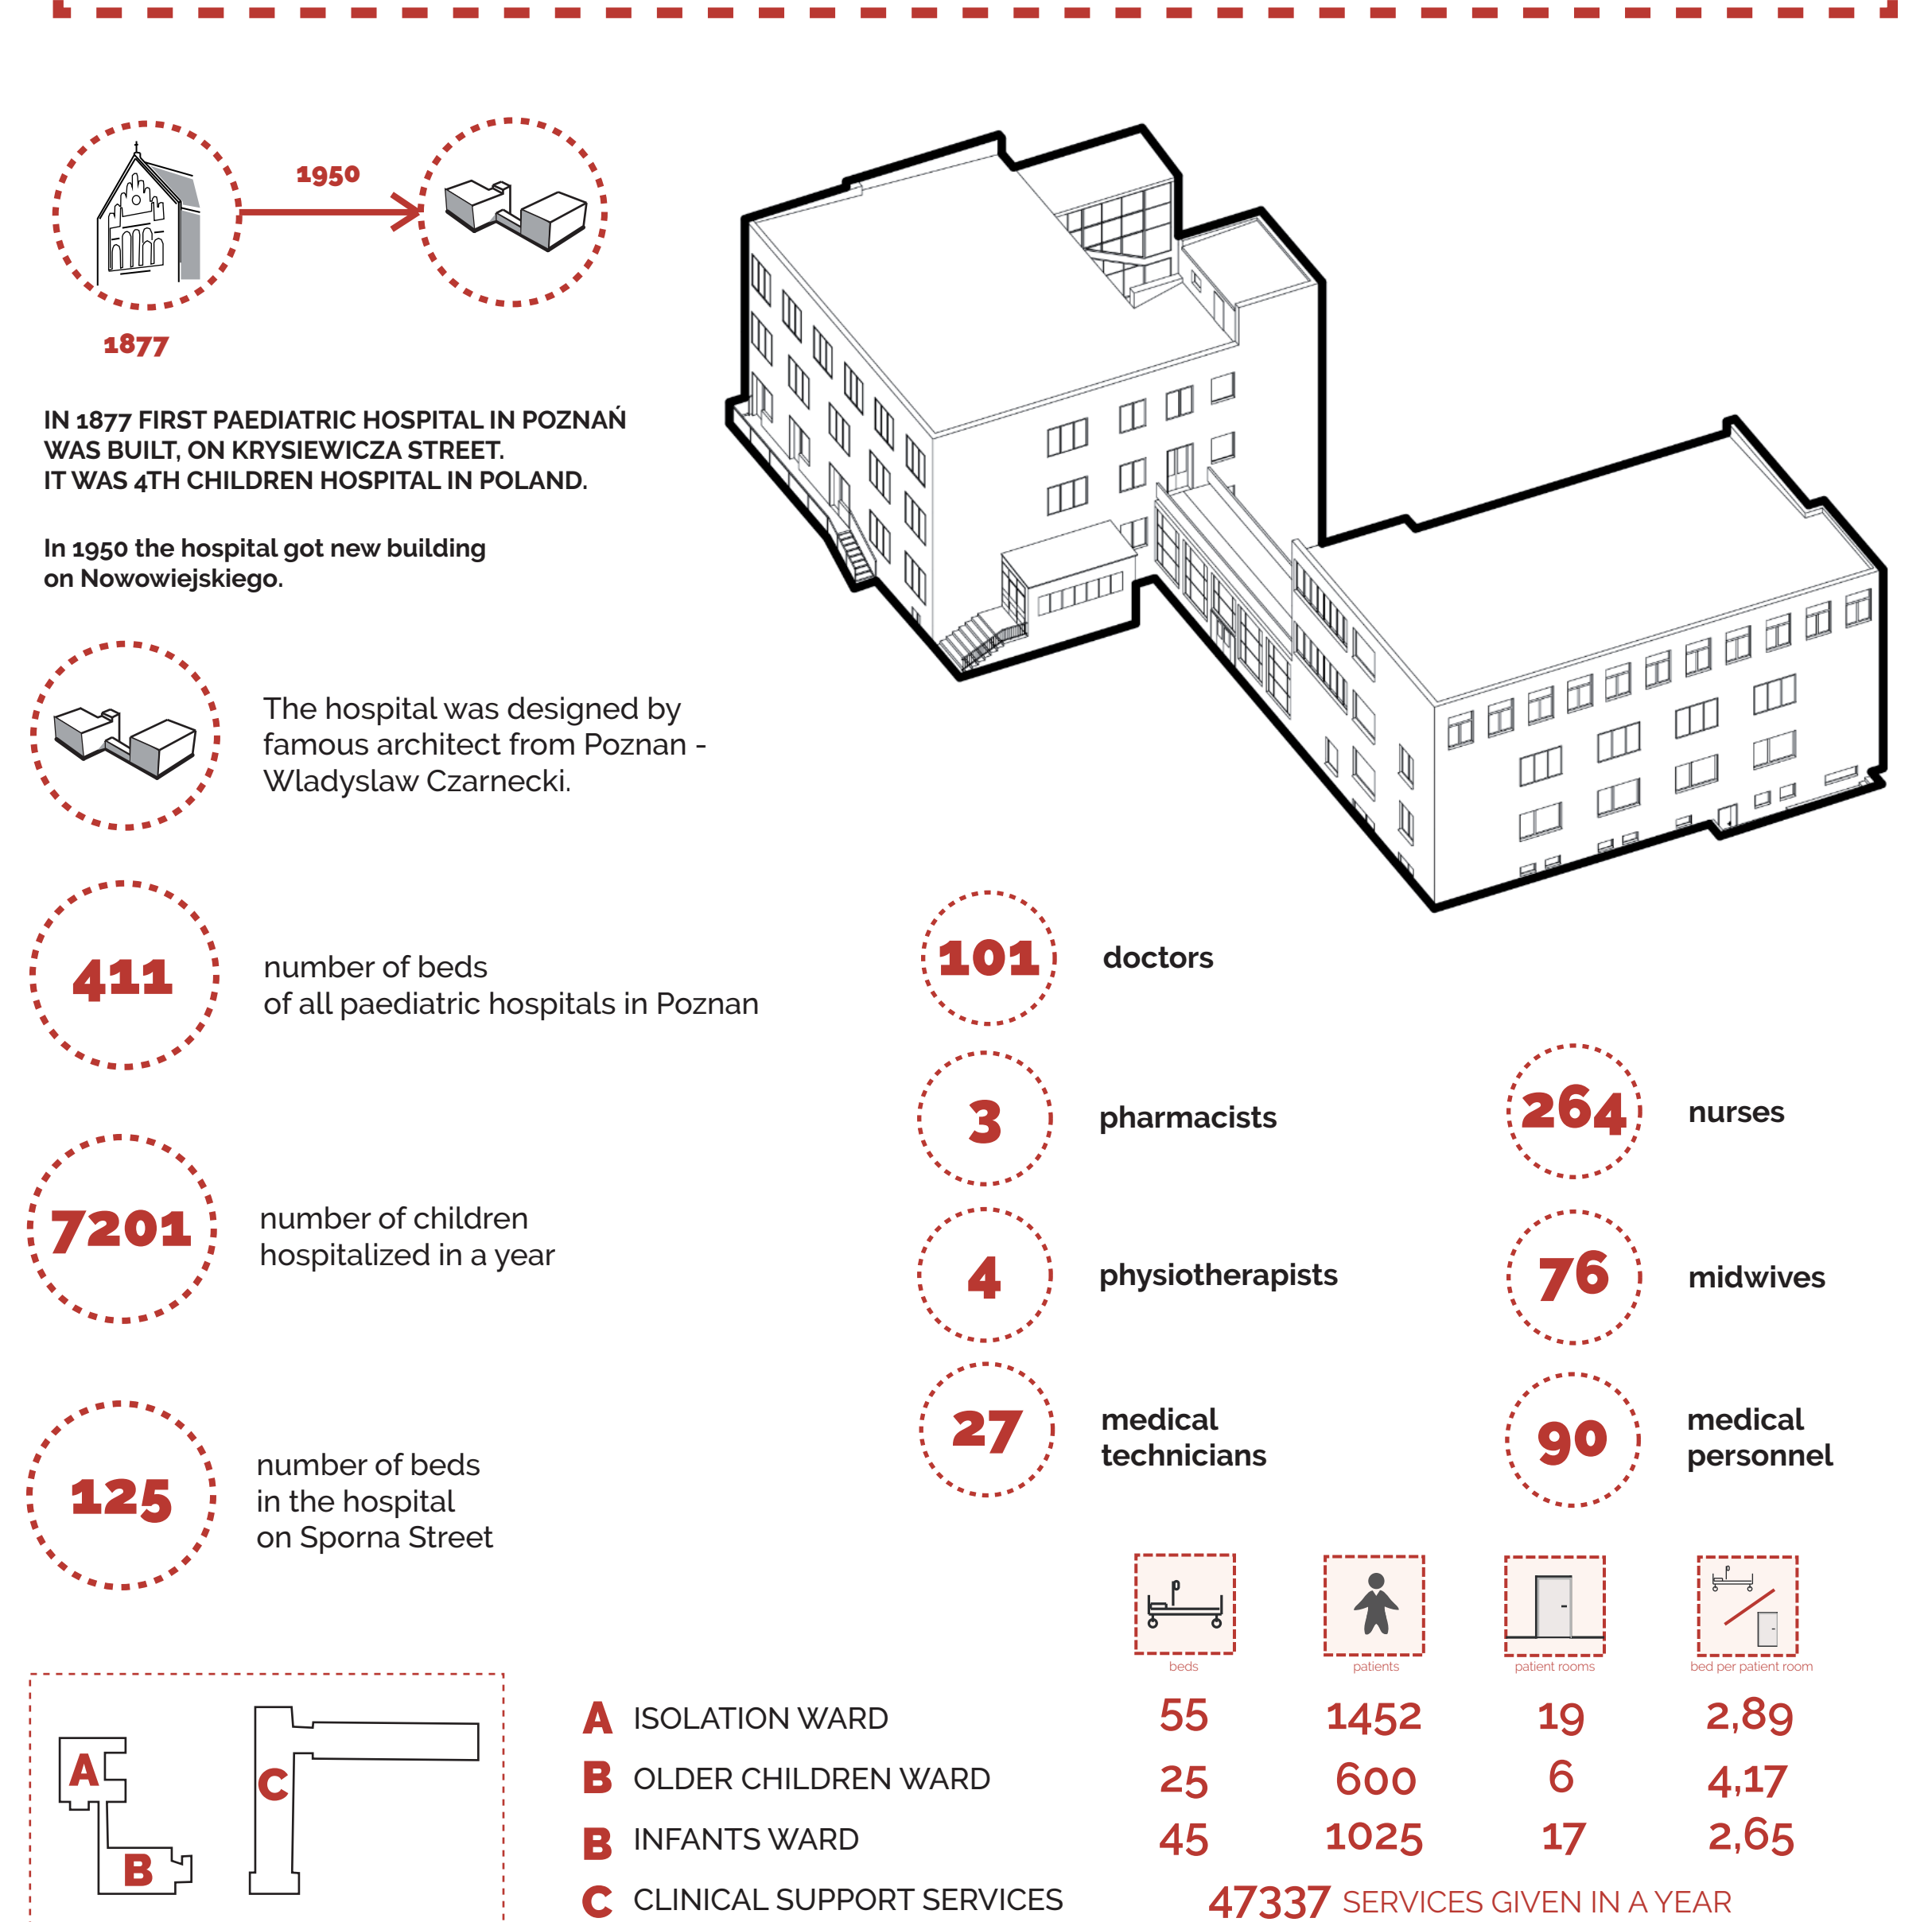 1950
1877
IN 1877 FIRST PAEDIATRIC HOSPITAL IN POZNAŃ
WAS BUILT, ON KRYSIEWICZA STREET.
IT WAS 4TH CHILDREN HOSPITAL IN POLAND.
In 1950 the hospital got new building
on Nowowiejskiego.
The hospital was designed by
famous architect from Poznan -
Wladyslaw Czarnecki.
411
number of beds
of all paediatric hospitals in Poznan
7201
number of children
hospitalized in a year
125
number of beds
in the hospital
on Sporna Street
101 doctors
3 pharmacists
4 physiotherapists
27 medical
technicians
264 nurses
76 midwives
90 medical
personnel
A
B
C
beds patients patient rooms bed per patient room
A ISOLATION WARD 55 1452 19 2,89
B OLDER CHILDREN WARD 25 600 6 4,17
B INFANTS WARD 45 1025 17 2,65
C CLINICAL SUPPORT SERVICES 47337 SERVICES GIVEN IN A YEAR